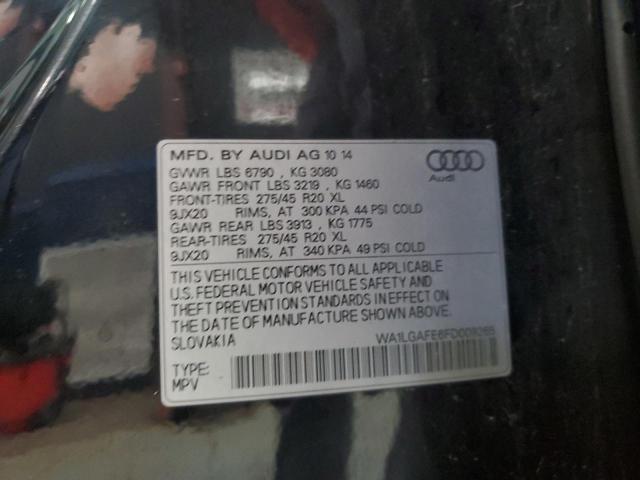 MFD. BY AUDI AG 10 14
Audi
GVWR LBS 6790 , KG 3080
GAWR FRONT LBS 3219 , KG 1460
FRONT-TIRES 275/45 R20 XL
9JX20 RIMS, AT 300 KPA 44 PSI COLD
GAWR REAR LBS 3913 , KG 1775
REAR-TIRES 275/45 R20 XL
9JX20 RIMS, AT 340 KPA 49 PSI COLD
THIS VEHICLE CONFORMS TO ALL APPLICABLE
U.S. FEDERAL MOTOR VEHICLE SAFETY AND
THEFT PREVENTION STANDARDS IN EFFECT ON
THE DATE OF MANUFACTURE SHOWN ABOVE.
SLOVAKIA
TYPE:
MPV